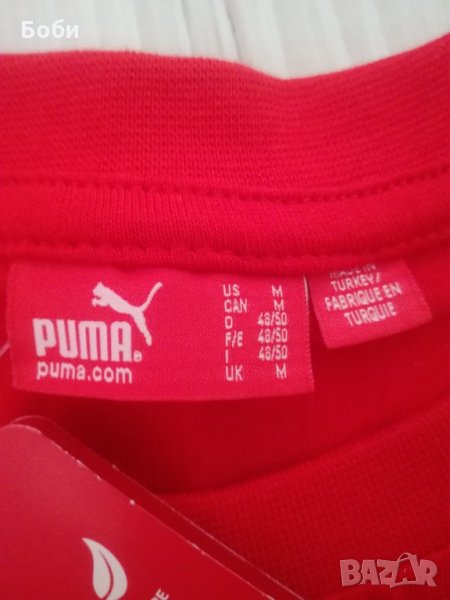 Боби
PUMA®
puma.com
US M
CAN M
D 48/50
F/E 48/50
I 48/50
UK M
MADE IN
TURKEY/
FABRIQUE EN
TURQUIE
BAZAR